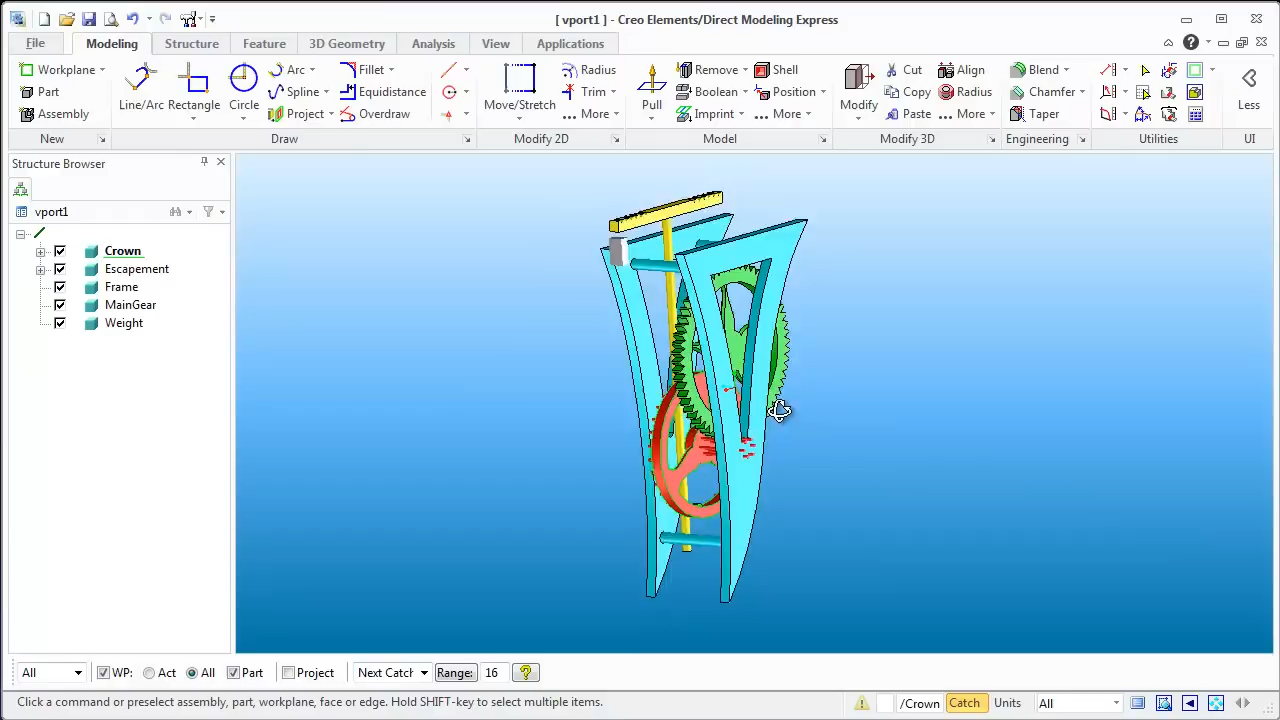 [ vport1 ] - Creo Elements/Direct Modeling Express
File Modeling Structure Feature 3D Geometry Analysis View Applications
Workplane Arc Fillet Radius Remove Shell Cut Align Blend
Part Line/Arc Rectangle Circle Spline Equidistance Move/Stretch Trim Pull Boolean Position Modify Copy Radius Chamfer Less
Assembly Project Overdraw ... More Imprint ... More Paste ... More Taper
New Draw Modify 2D Model Modify 3D Engineering Utilities UI
Structure Browser
vport1
Crown
Escapement
Frame
MainGear
Weight
All WP: Act All Part Project Next Catch Range: 16 ?
Click a command or preselect assembly, part, workplane, face or edge. Hold SHIFT-key to select multiple items. /Crown Catch Units All